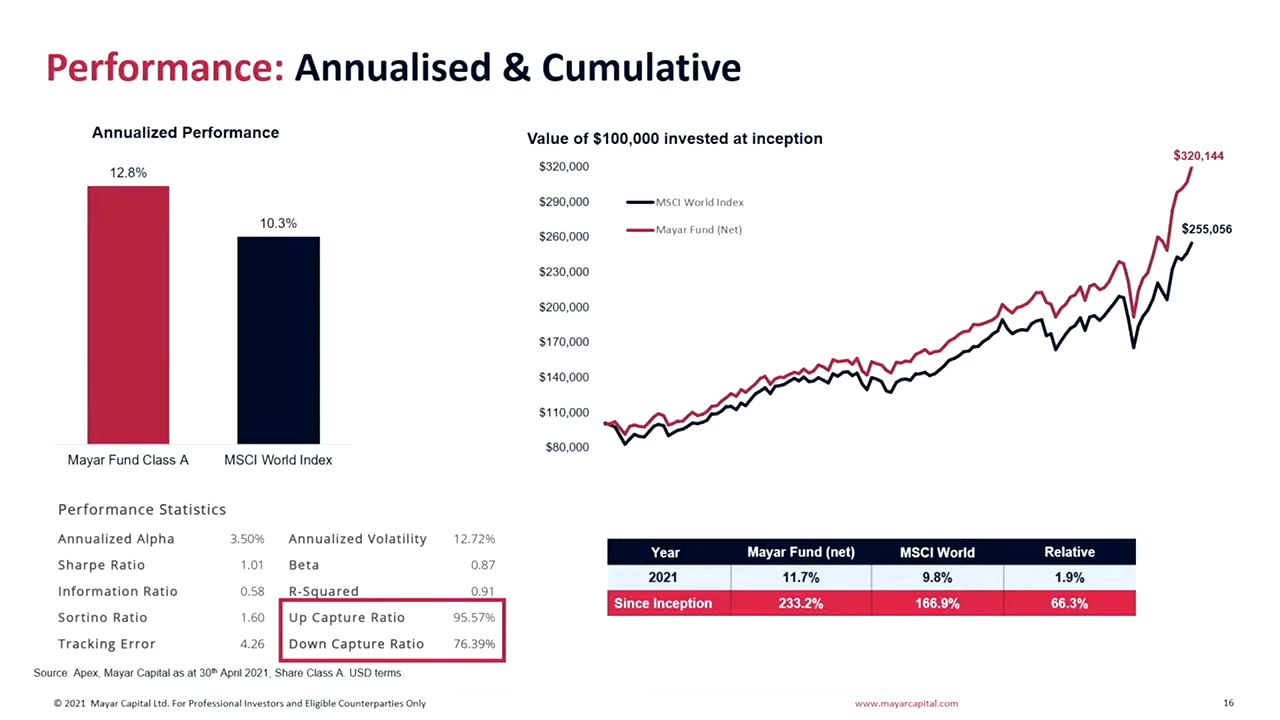 Performance: Annualised & Cumulative
Annualized Performance
12.8%
10.3%
Mayar Fund Class A
MSCI World Index
Value of $100,000 invested at inception
$320,000
$290,000
$260,000
$230,000
$200,000
$170,000
$140,000
$110,000
$80,000
MSCI World Index
Mayar Fund (Net)
$320,144
$255,056
Performance Statistics
Annualized Alpha 3.50% Annualized Volatility 12.72%
Sharpe Ratio 1.01 Beta 0.87
Information Ratio 0.58 R-Squared 0.91
Sortino Ratio 1.60 Up Capture Ratio 95.57%
Tracking Error 4.26 Down Capture Ratio 76.39%
Year Mayar Fund (net) MSCI World Relative
2021 11.7% 9.8% 1.9%
Since Inception 233.2% 166.9% 66.3%
Source: Apex, Mayar Capital as at 30th April 2021, Share Class A. USD terms.
© 2021 Mayar Capital Ltd. For Professional Investors and Eligible Counterparties Only
www.mayarcapital.com
16